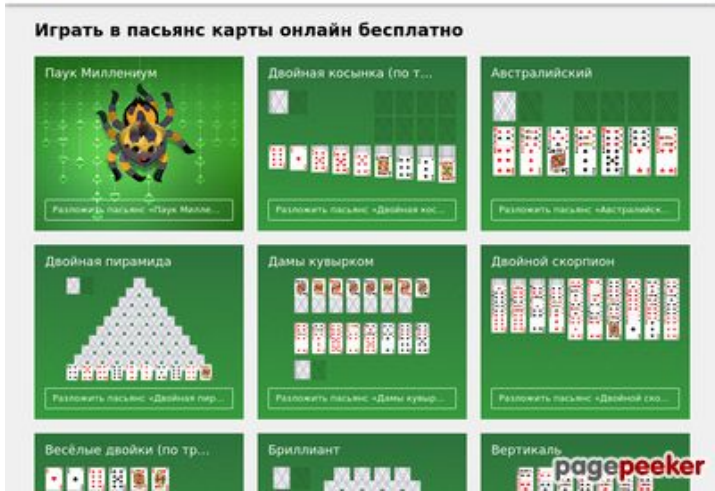 Играть в пасьянс карты онлайн бесплатно
Паук Миллениум
Двойная косынка (по т...
Австралийский
Разложить пасьянс «Паук Милле...
Разложить пасьянс «Двойная кос...
Разложить пасьянс «Австралийск...
Двойная пирамида
Дамы кувырком
Двойной скорпион
Разложить пасьянс «Двойная пир...
Разложить пасьянс «Дамы кувыр...
Разложить пасьянс «Двойной ско...
Весёлые двойки (по тр...
Бриллиант
Вертикаль
pagepeeker